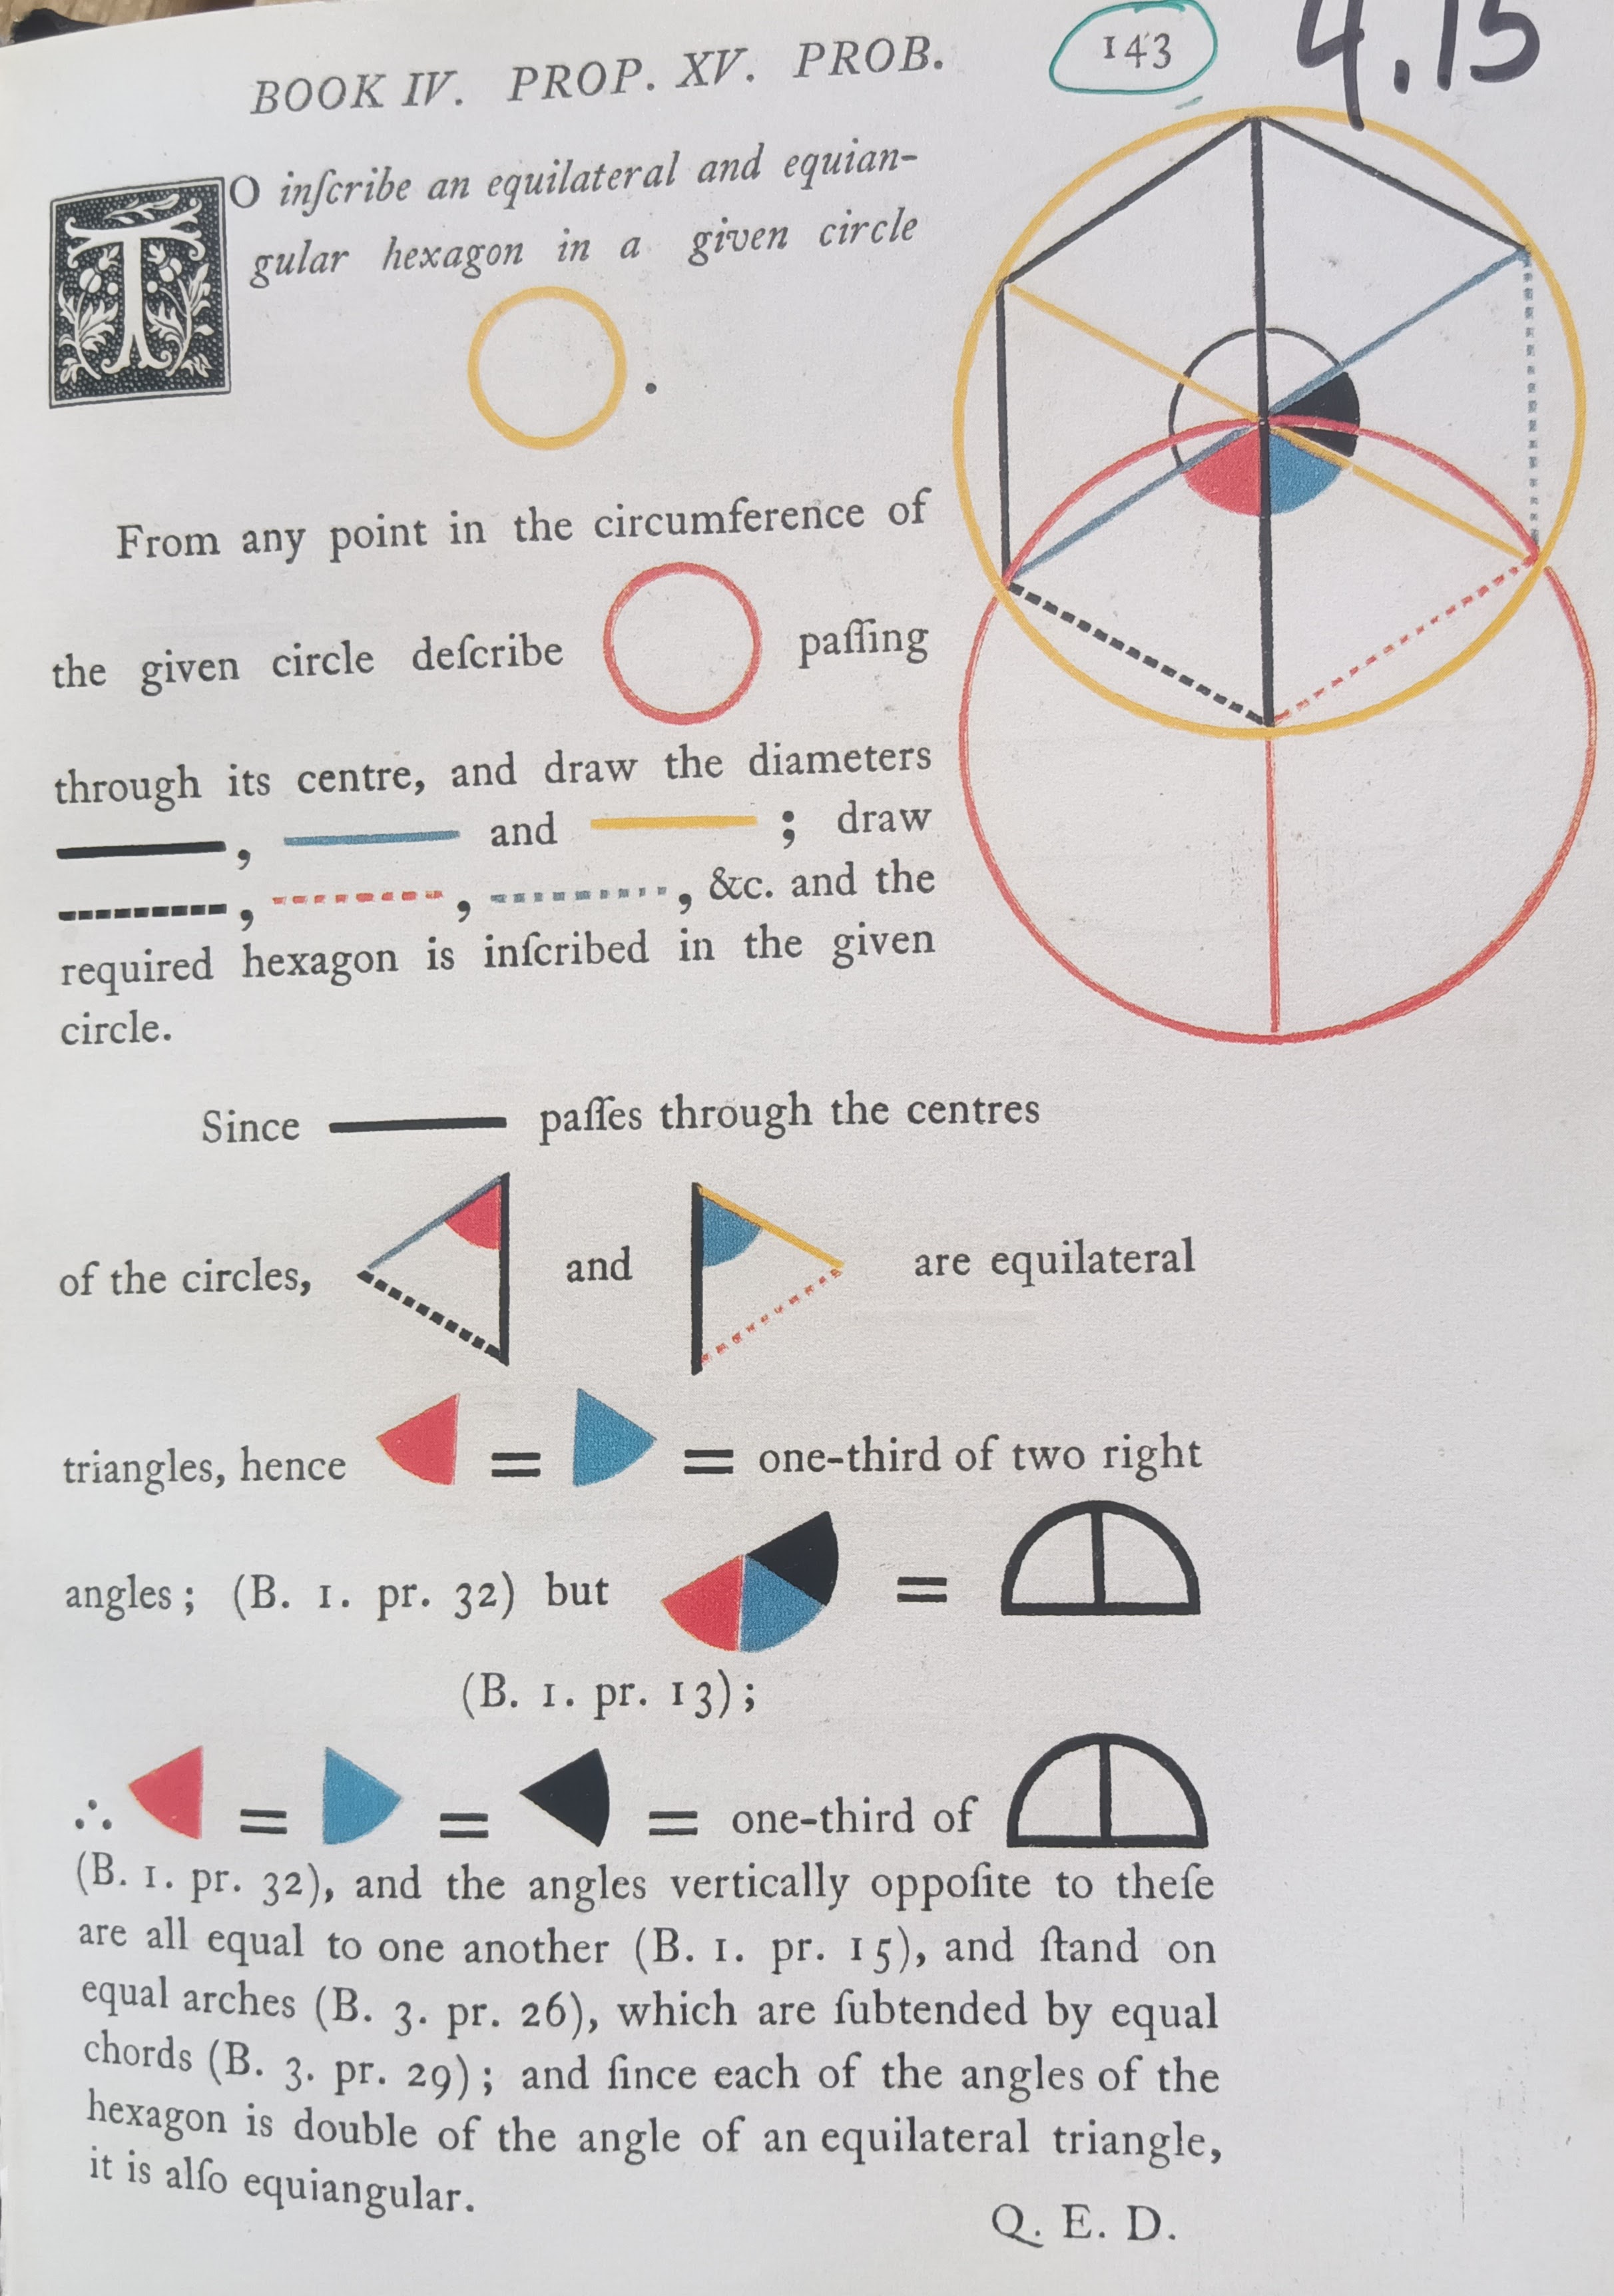 BOOK IV. PROP. XV. PROB. 143 4.15
TO inſcribe an equilateral and equian-
gular hexagon in a given circle
.
From any point in the circumference of
the given circle deſcribe paſſing
through its centre, and draw the diameters
, and ; draw
, , , &c. and the
required hexagon is inſcribed in the given
circle.
Since paſſes through the centres
of the circles, and are equilateral
triangles, hence = = one-third of two right
angles; (B. 1. pr. 32) but =
(B. 1. pr. 13);
∴ = = = one-third of
(B. 1. pr. 32), and the angles vertically oppoſite to theſe
are all equal to one another (B. 1. pr. 15), and ſtand on
equal arches (B. 3. pr. 26), which are ſubtended by equal
chords (B. 3. pr. 29); and ſince each of the angles of the
hexagon is double of the angle of an equilateral triangle,
it is alſo equiangular.
Q. E. D.